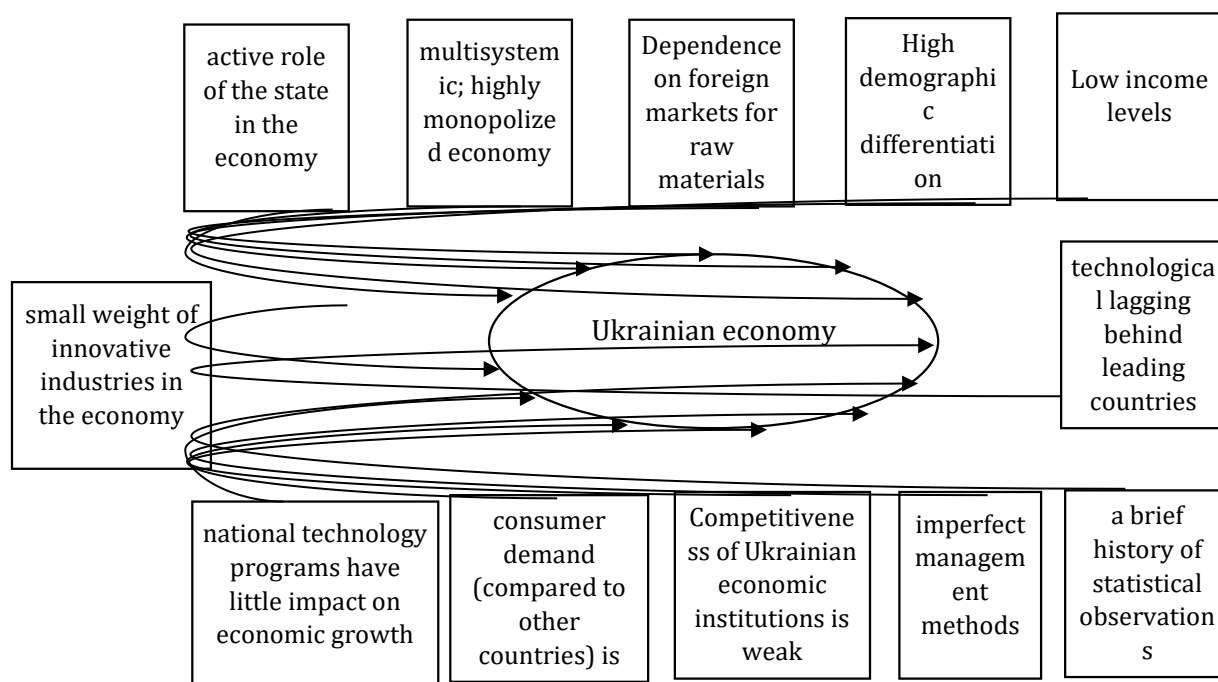 active role
of the state
in the
economy
multisystem
ic; highly
monopolize
d economy
Dependence
on foreign
markets for
raw
materials
High
demographi
c
differentiati
on
Low income
levels
small weight of
innovative
industries in
the economy
Ukrainian economy
technologica
l lagging
behind
leading
countries
national technology
programs have
little impact on
economic growth
consumer
demand
(compared to
other
countries) is
Competitivene
ss of Ukrainian
economic
institutions is
weak
imperfect
managem
ent
methods
a brief
history of
statistical
observation
s